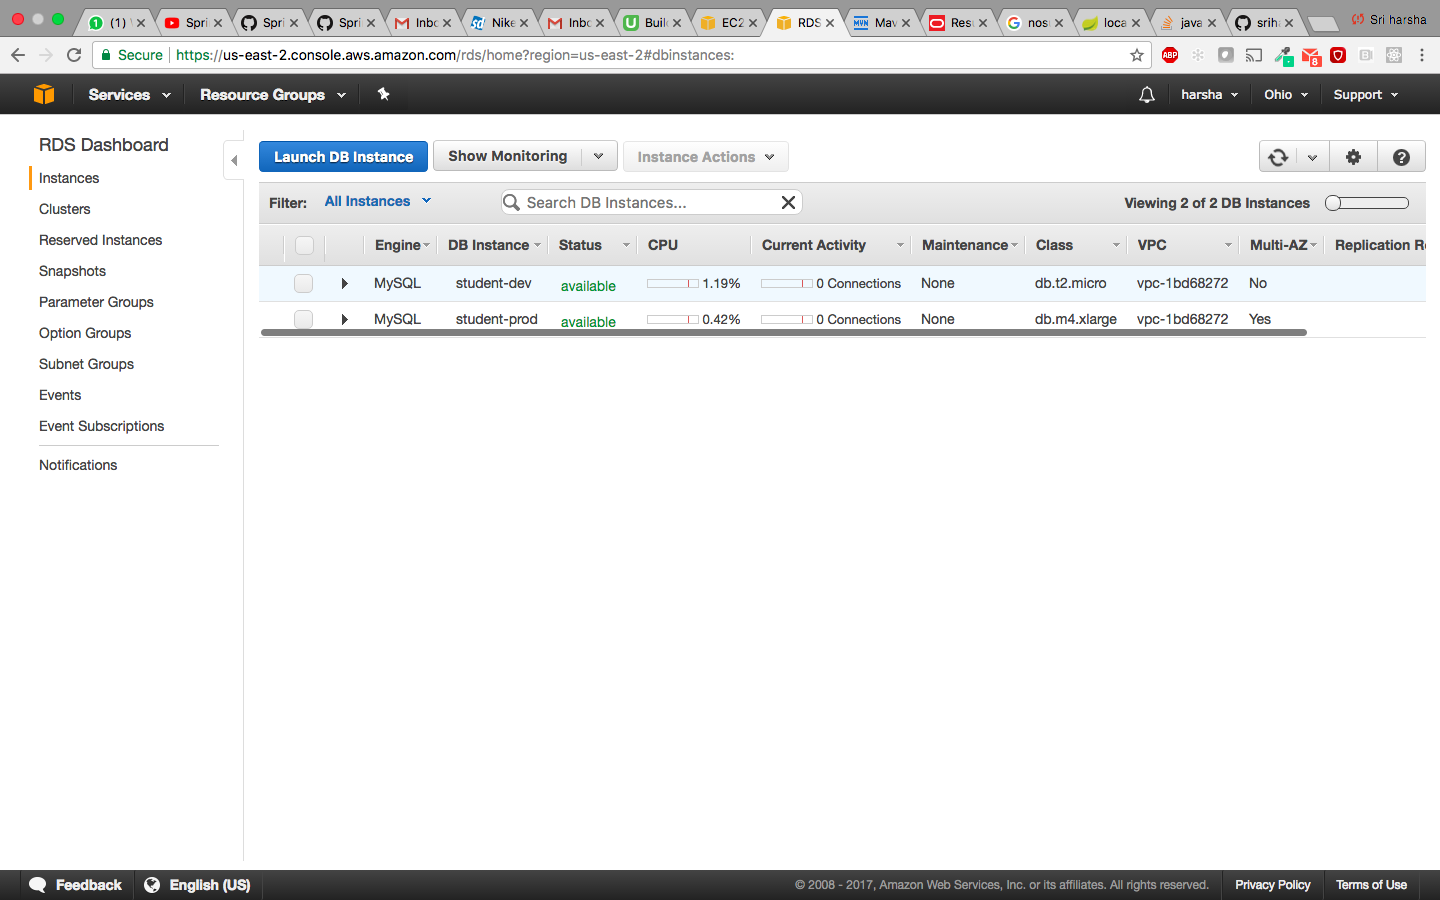 (1) Spri Spri Spri Inbo Nike Inbo Build EC2 RDS Mav Resu nos loca java sriha Sri harsha
Secure https://us-east-2.console.aws.amazon.com/rds/home?region=us-east-2#dbinstances: ABP 8
Services Resource Groups harsha Ohio Support
RDS Dashboard
Instances
Clusters
Reserved Instances
Snapshots
Parameter Groups
Option Groups
Subnet Groups
Events
Event Subscriptions
Notifications
Launch DB Instance Show Monitoring Instance Actions
Filter: All Instances Search DB Instances... Viewing 2 of 2 DB Instances
Engine DB Instance Status CPU Current Activity Maintenance Class VPC Multi-AZ Replication R
MySQL student-dev available 1.19% 0 Connections None db.t2.micro vpc-1bd68272 No
MySQL student-prod available 0.42% 0 Connections None db.m4.xlarge vpc-1bd68272 Yes
Feedback English (US) © 2008 - 2017, Amazon Web Services, Inc. or its affiliates. All rights reserved. Privacy Policy Terms of Use